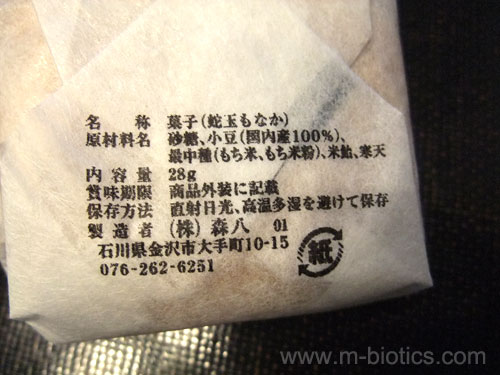 名称 菓子(蛇玉もなか)
原材料名 砂糖、小豆(国内産100%)、
最中種(もち米、もち米粉)、米飴、寒天
内容量 28g
賞味期限 商品外装に記載
保存方法 直射日光、高温多湿を避けて保存
製造者 (株)森八 01
石川県金沢市大手町10-15
076-262-6251
紙
www.m-biotics.com